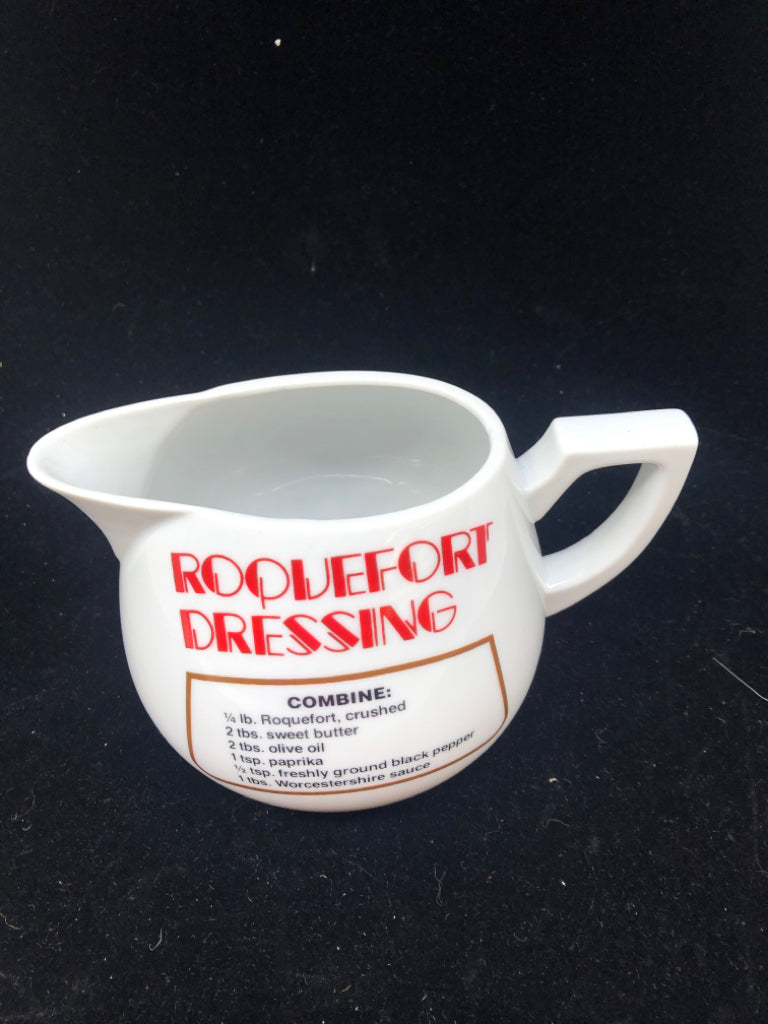 ROQUEFORT
DRESSING
COMBINE:
¼ lb. Roquefort, crushed
2 tbs. sweet butter
2 tbs. olive oil
1 tsp. paprika
½ tsp. freshly ground black pepper
1 tbs. Worcestershire sauce